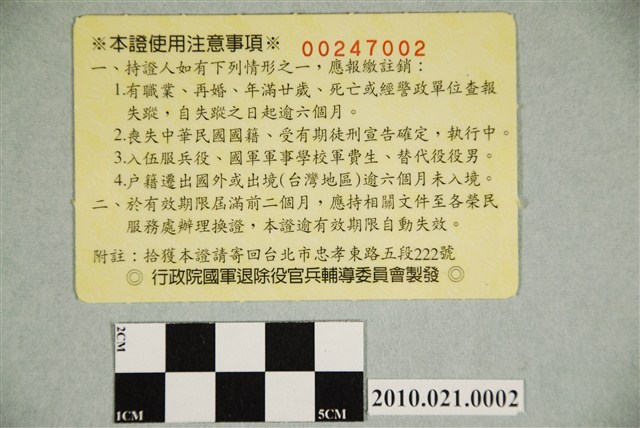 ※本證使用注意事項※ 00247002
一、持證人如有下列情形之一，應報繳註銷：
1.有職業、再婚、年滿廿歲、死亡或經警政單位查報
失蹤，自失蹤之日起逾六個月。
2.喪失中華民國國籍、受有期徒刑宣告確定，執行中。
3.入伍服兵役、國軍軍事學校軍費生、替代役役男。
4.戶籍遷出國外或出境(台灣地區)逾六個月未入境。
二、於有效期限屆滿前二個月，應持相關文件至各榮民
服務處辦理換證，本證逾有效期限自動失效。
附註：拾獲本證請寄回台北市忠孝東路五段222號
◎ 行政院國軍退除役官兵輔導委員會製發 ◎
2CM
1CM
5CM
2010.021.0002